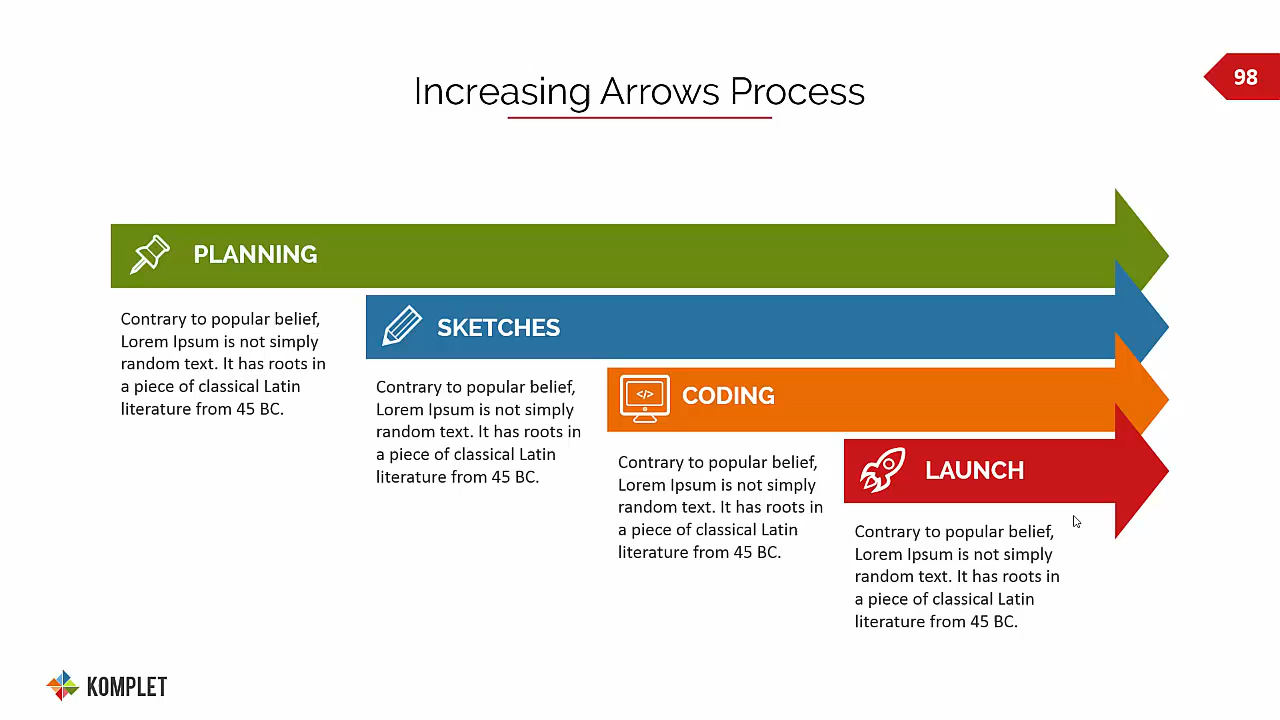 Increasing Arrows Process
98
PLANNING
Contrary to popular belief,
Lorem Ipsum is not simply
random text. It has roots in
a piece of classical Latin
literature from 45 BC.
SKETCHES
Contrary to popular belief,
Lorem Ipsum is not simply
random text. It has roots in
a piece of classical Latin
literature from 45 BC.
</>
CODING
Contrary to popular belief,
Lorem Ipsum is not simply
random text. It has roots in
a piece of classical Latin
literature from 45 BC.
LAUNCH
Contrary to popular belief,
Lorem Ipsum is not simply
random text. It has roots in
a piece of classical Latin
literature from 45 BC.
KOMPLET